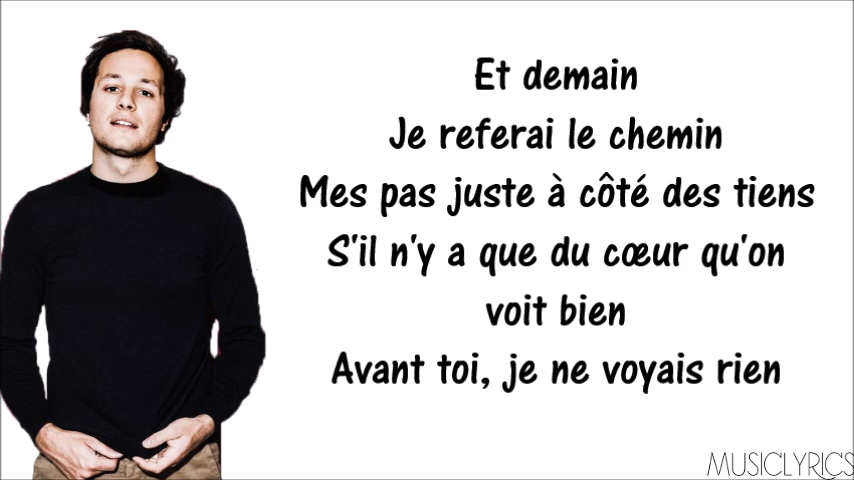 Et demain
Je referai le chemin
Mes pas juste à côté des tiens
S'il n'y a que du cœur qu'on
voit bien
Avant toi, je ne voyais rien
MUSICLYRICS